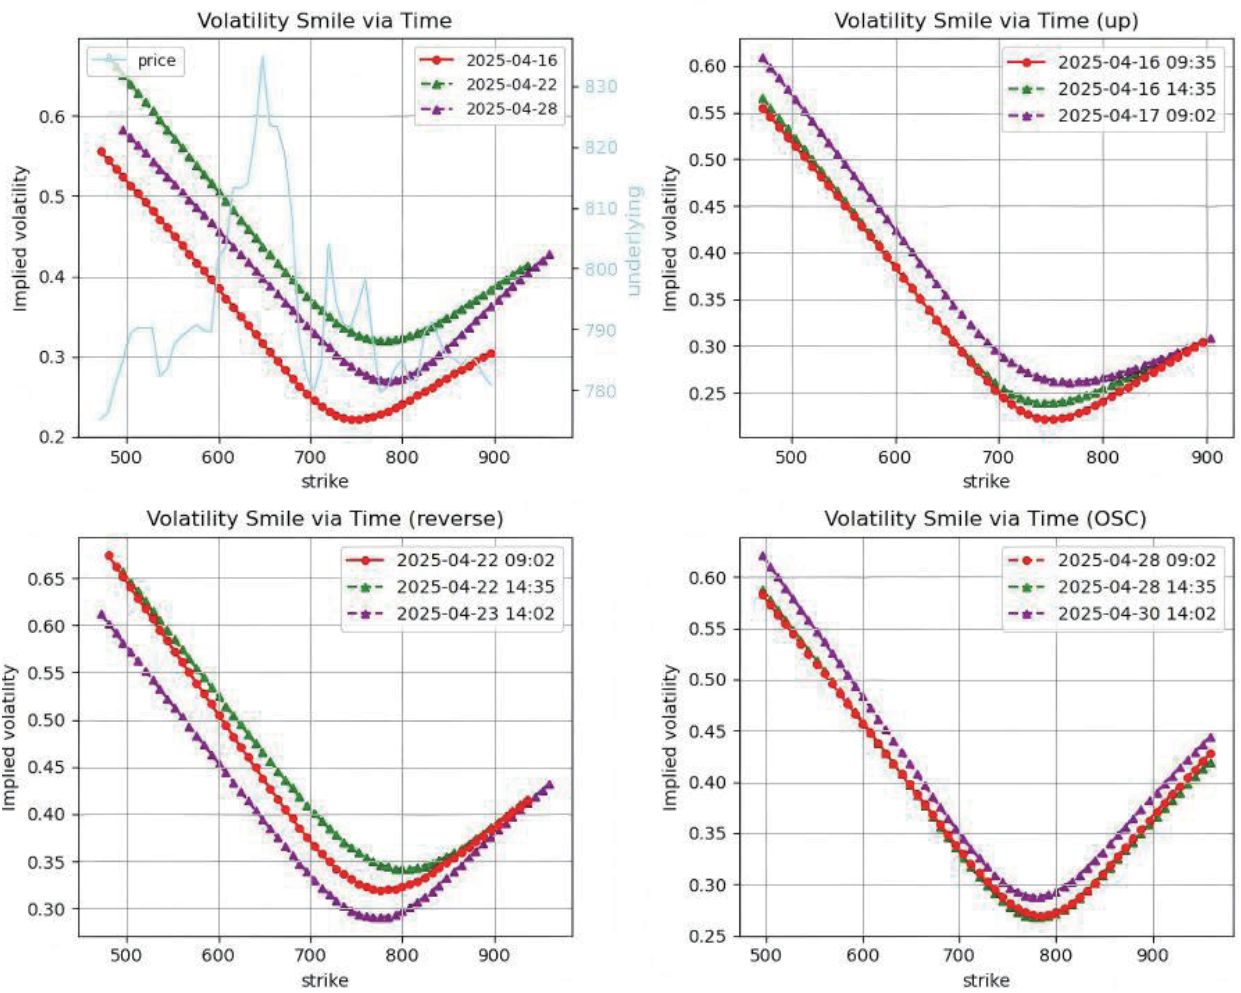 Volatility Smile via Time
price
2025-04-16
2025-04-22
2025-04-28
Implied volatility
0.6
0.5
0.4
0.3
0.2
830
820
810
800
790
780
underlying
500 600 700 800 900
strike
Volatility Smile via Time (up)
2025-04-16 09:35
2025-04-16 14:35
2025-04-17 09:02
Implied volatility
0.60
0.55
0.50
0.45
0.40
0.35
0.30
0.25
500 600 700 800 900
strike
Volatility Smile via Time (reverse)
2025-04-22 09:02
2025-04-22 14:35
2025-04-23 14:02
Implied volatility
0.65
0.60
0.55
0.50
0.45
0.40
0.35
0.30
500 600 700 800 900
strike
Volatility Smile via Time (OSC)
2025-04-28 09:02
2025-04-28 14:35
2025-04-30 14:02
Implied volatility
0.60
0.55
0.50
0.45
0.40
0.35
0.30
0.25
500 600 700 800 900
strike